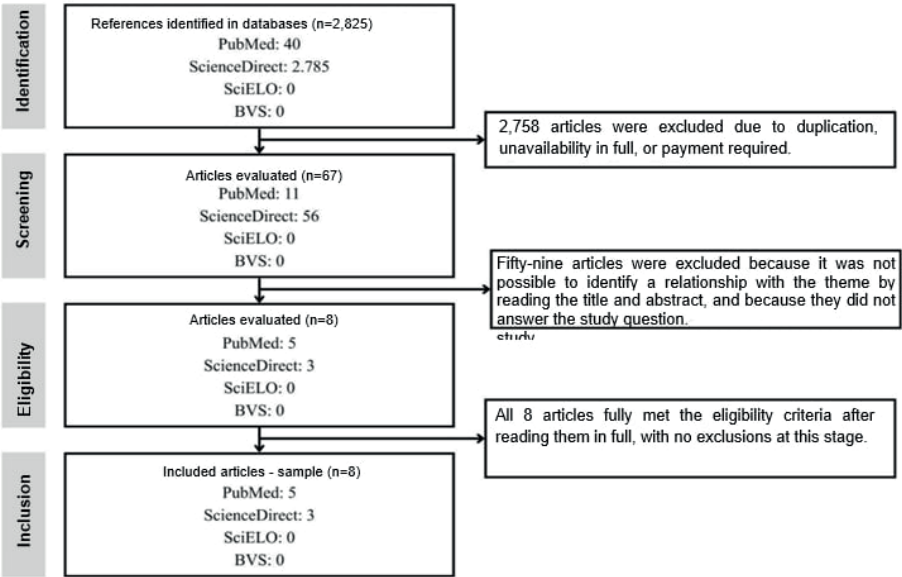 Identification
References identified in databases (n=2,825)
PubMed: 40
ScienceDirect: 2.785
SciELO: 0
BVS: 0
2,758 articles were excluded due to duplication,
unavailability in full, or payment required.
Screening
Articles evaluated (n=67)
PubMed: 11
ScienceDirect: 56
SciELO: 0
BVS: 0
Fifty-nine articles were excluded because it was not
possible to identify a relationship with the theme by
reading the title and abstract, and because they did not
answer the study question.
study
Eligibility
Articles evaluated (n=8)
PubMed: 5
ScienceDirect: 3
SciELO: 0
BVS: 0
All 8 articles fully met the eligibility criteria after
reading them in full, with no exclusions at this stage.
Inclusion
Included articles - sample (n=8)
PubMed: 5
ScienceDirect: 3
SciELO: 0
BVS: 0